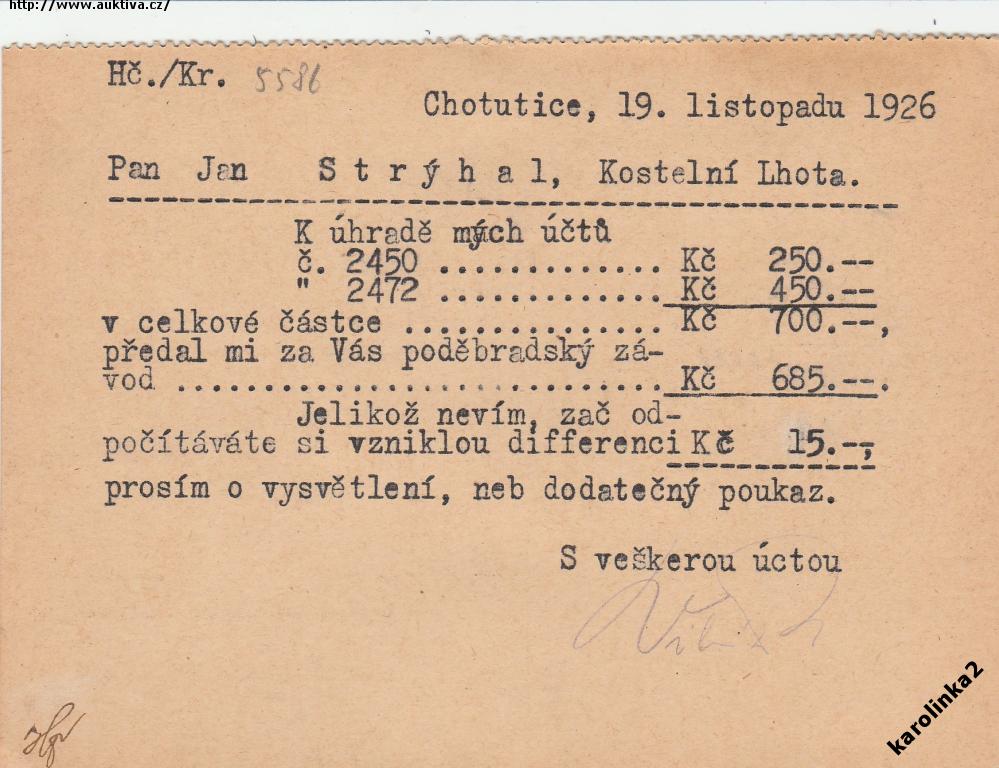 http://www.auktiva.cz/
Hč./Kr. 5586
Chotutice, 19. listopadu 1926
Pan Jan Strýhal, Kostelní Lhota.
K úhradě mých účtů
č. 2450 ............. Kč 250.--
" 2472 ............. Kč 450.--
v celkové částce ............... Kč 700.--,
předal mi za Vás poděbradský zá-
vod ............................ Kč 685.--.
Jelikož nevím, zač od-
počítáváte si vzniklou differenci Kč 15.--,
prosím o vysvětlení, neb dodatečný poukaz.
S veškerou úctou
karolinka2